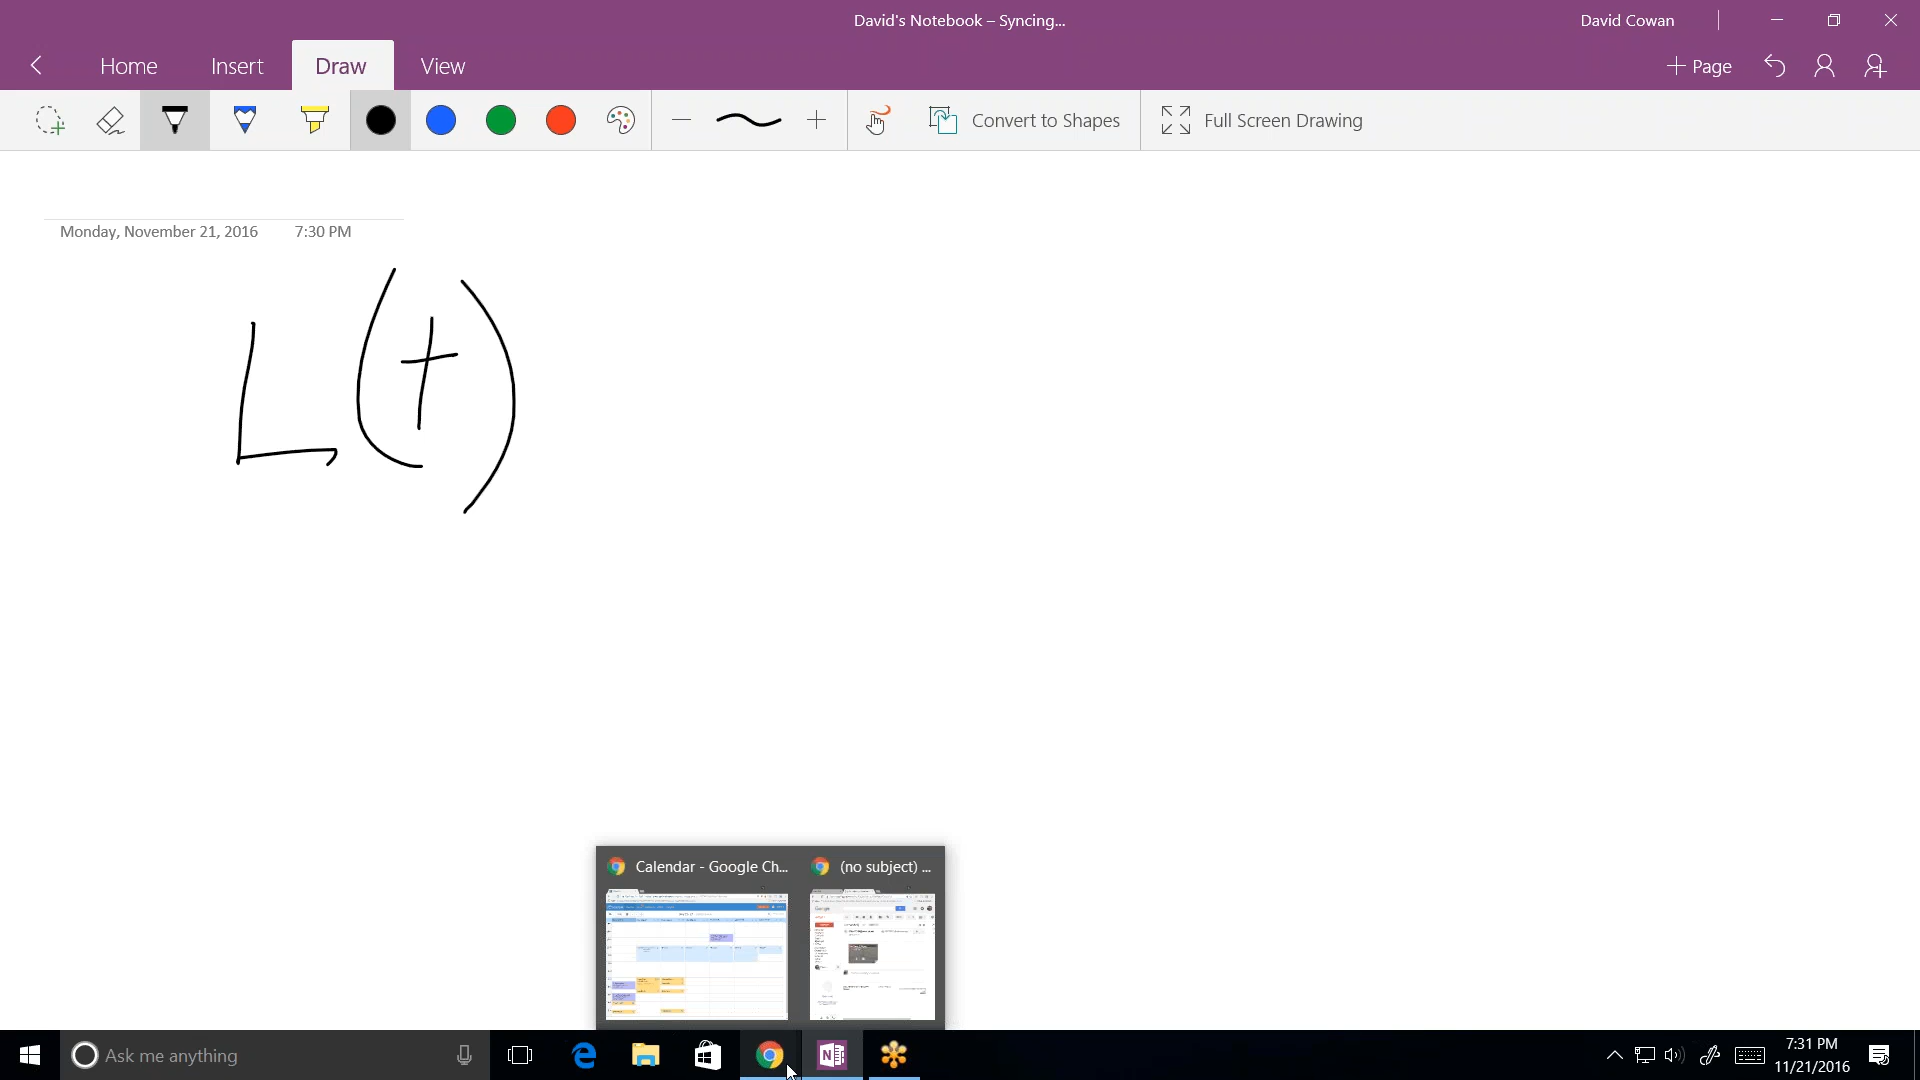 David's Notebook – Syncing...
David Cowan
Home
Insert
Draw
View
Page
Convert to Shapes
Full Screen Drawing
Monday, November 21, 2016
7:30 PM
L(t)
Calendar - Google Ch...
(no subject) ...
Ask me anything
7:31 PM
11/21/2016